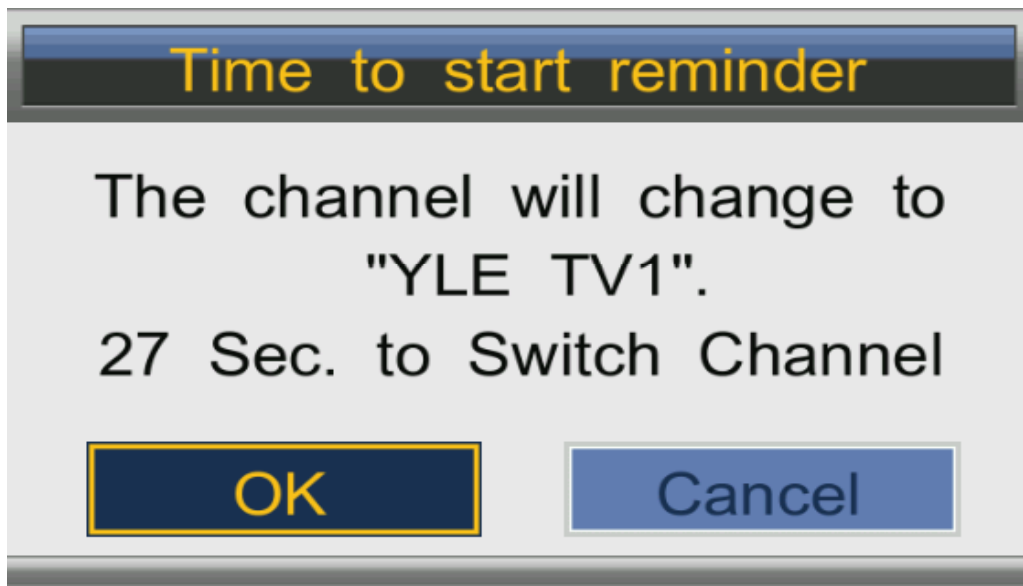 Time to start reminder
The channel will change to
"YLE TV1".
27 Sec. to Switch Channel
OK
Cancel